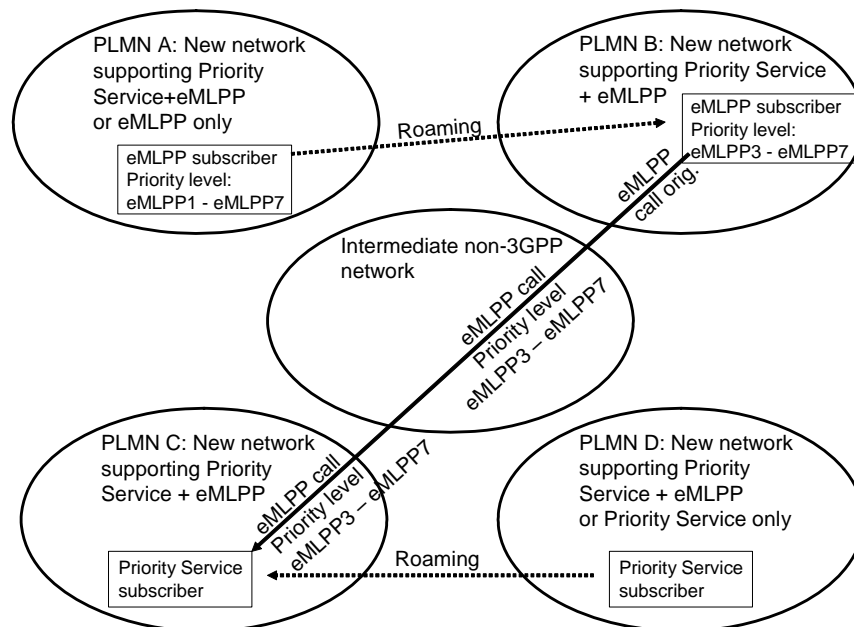 PLMN A: New network
supporting Priority
Service+eMLPP
or eMLPP only
eMLPP subscriber
Priority level:
eMLPP1 - eMLPP7
Roaming
PLMN B: New network
supporting Priority Service
+ eMLPP
eMLPP subscriber
Priority level:
eMLPP3 - eMLPP7
eMLPP
call orig.
Intermediate non-3GPP
network
eMLPP call
Priority level
eMLPP3 – eMLPP7
PLMN C: New network
supporting Priority
Service + eMLPP
eMLPP call
Priority level
eMLPP3 – eMLPP7
Priority Service
subscriber
Roaming
PLMN D: New network
supporting Priority
Service + eMLPP
or Priority Service only
Priority Service
subscriber